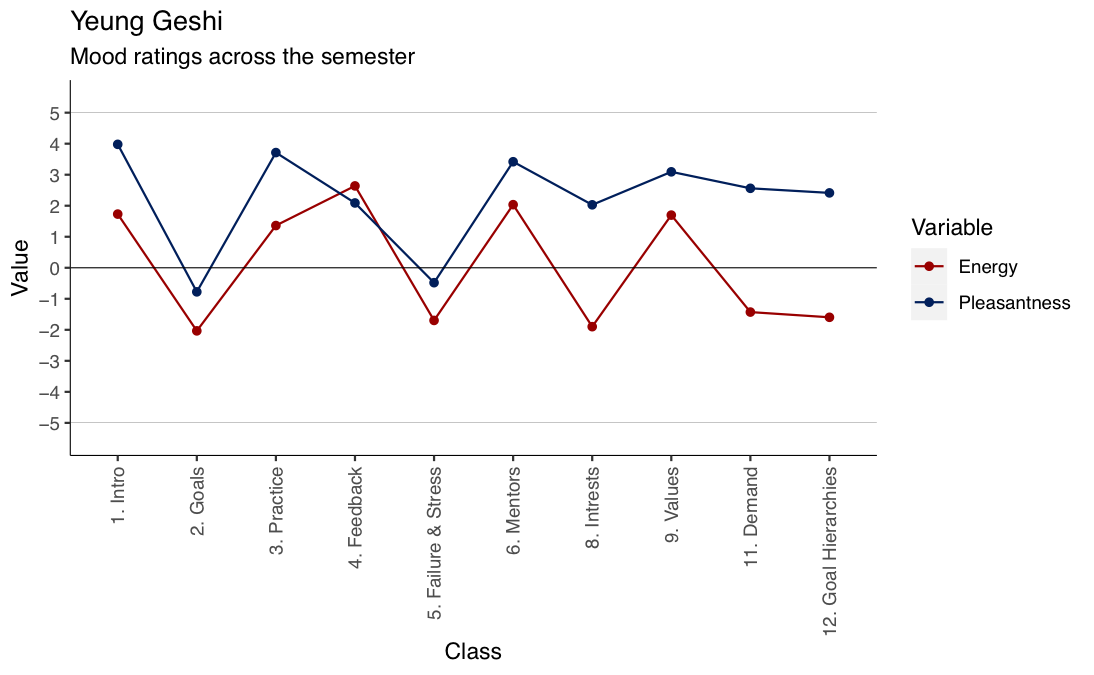 Yeung Geshi
Mood ratings across the semester
Value
5
4
3
2
1
0
−1
−2
−3
−4
−5
1. Intro
2. Goals
3. Practice
4. Feedback
5. Failure & Stress
6. Mentors
8. Intrests
9. Values
11. Demand
12. Goal Hierarchies
Class
Variable
Energy
Pleasantness